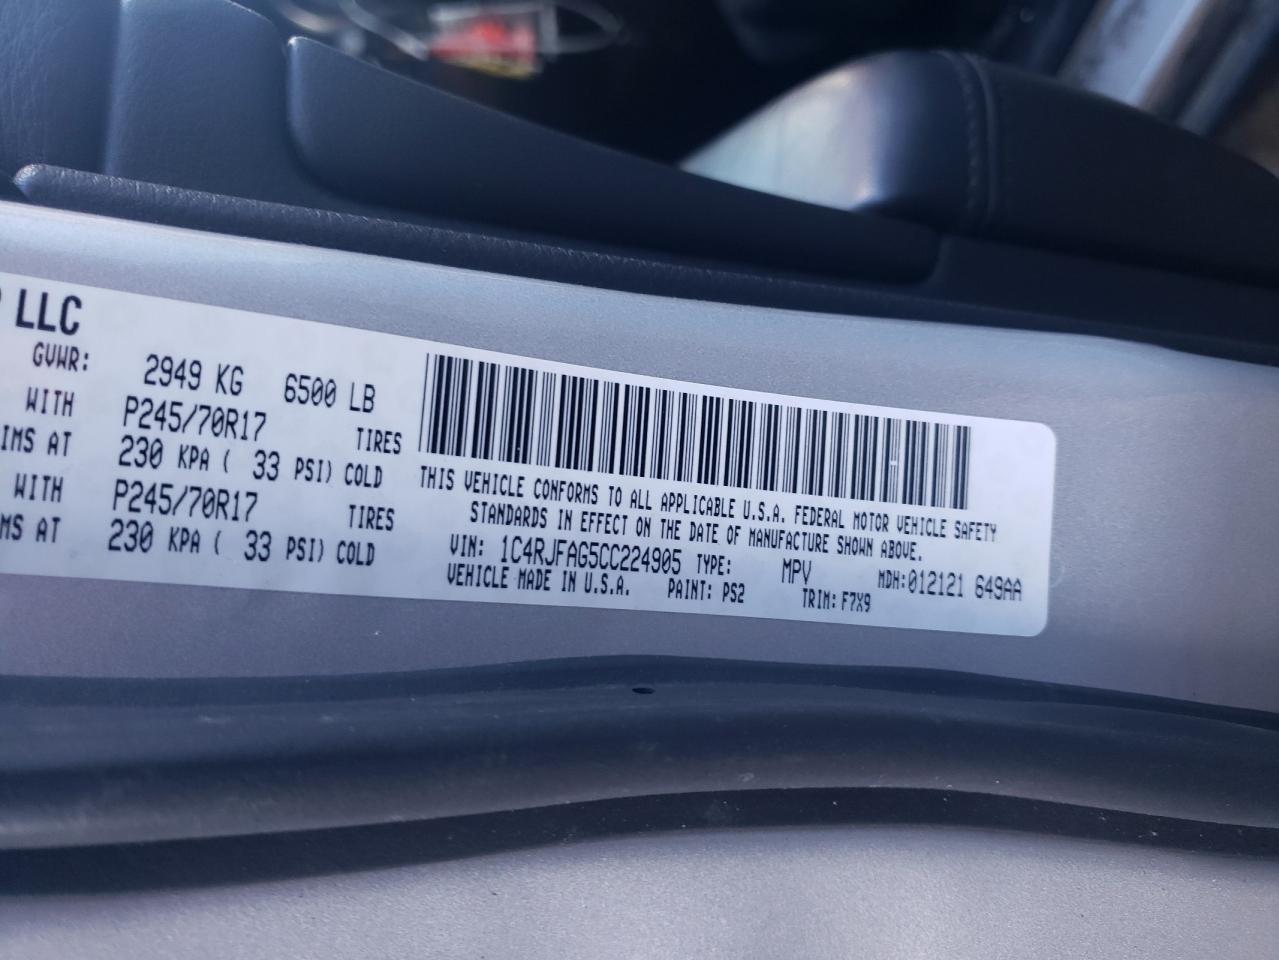 LLC
GVWR: 2949 KG 6500 LB
WITH P245/70R17 TIRES
IMS AT 230 KPA ( 33 PSI) COLD
WITH P245/70R17 TIRES
MS AT 230 KPA ( 33 PSI) COLD
THIS VEHICLE CONFORMS TO ALL APPLICABLE U.S.A. FEDERAL MOTOR VEHICLE SAFETY
STANDARDS IN EFFECT ON THE DATE OF MANUFACTURE SHOWN ABOVE.
VIN: 1C4RJFAG5CC224905 TYPE: MPV MDH:012121 649AA
VEHICLE MADE IN U.S.A. PAINT: PS2 TRIM: F7X9